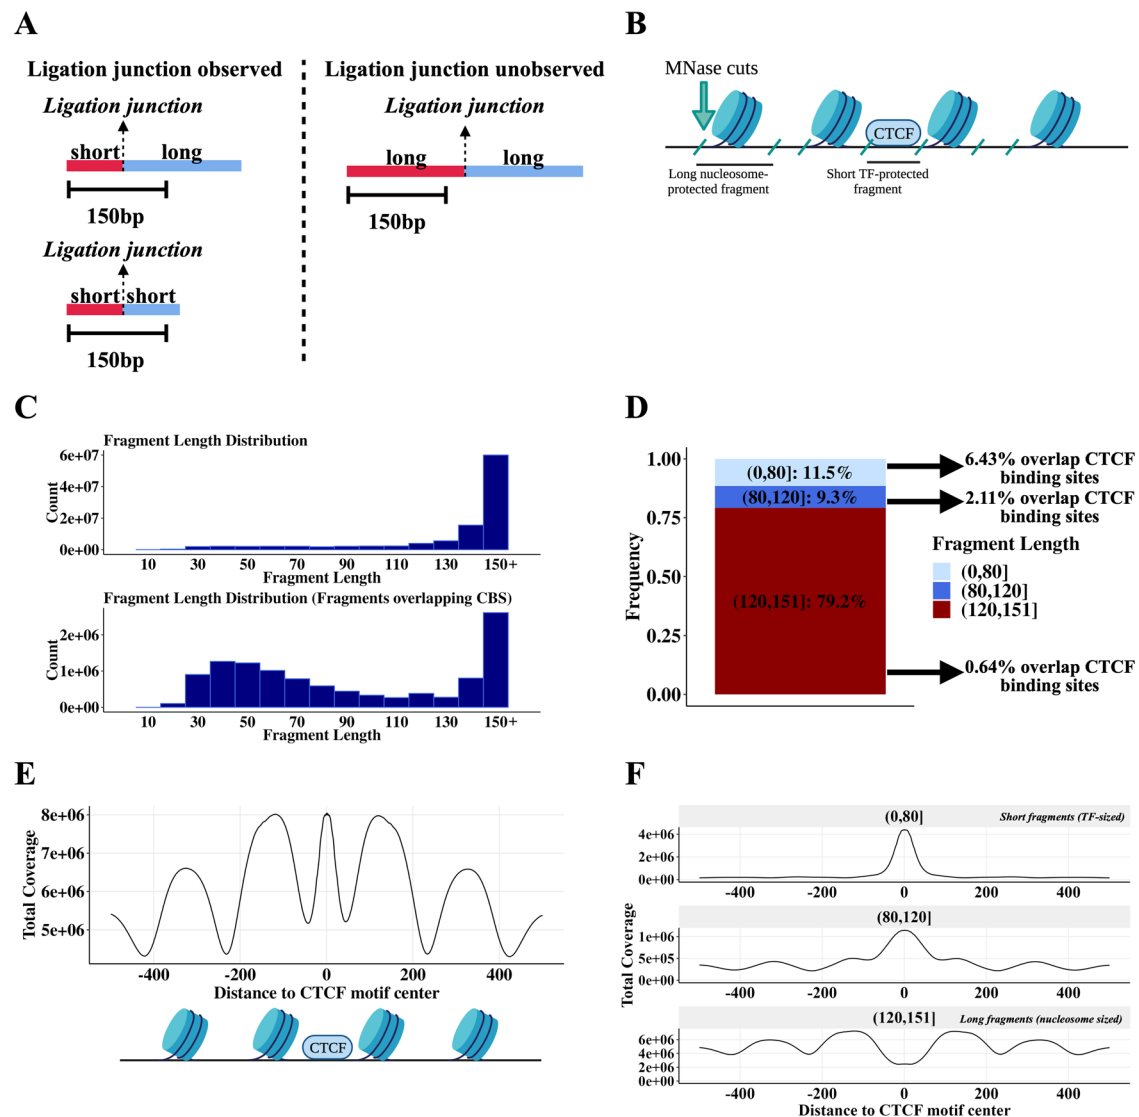 A
Ligation junction observed
Ligation junction
short long
150bp
Ligation junction
short short
150bp
Ligation junction unobserved
Ligation junction
long long
150bp
B
MNase cuts
CTCF
Long nucleosome-
protected fragment
Short TF-protected
fragment
C
Fragment Length Distribution
Count
6e+07
4e+07
2e+07
0e+00
10 30 50 70 90 110 130 150+
Fragment Length
Fragment Length Distribution (Fragments overlapping CBS)
Count
2e+06
1e+06
0e+00
10 30 50 70 90 110 130 150+
Fragment Length
D
Frequency
1.00
0.75
0.50
0.25
0.00
(0,80]: 11.5%
(80,120]: 9.3%
(120,151]: 79.2%
6.43% overlap CTCF
binding sites
2.11% overlap CTCF
binding sites
Fragment Length
(0,80]
(80,120]
(120,151]
0.64% overlap CTCF
binding sites
E
Total Coverage
8e+06
7e+06
6e+06
5e+06
-400 -200 0 200 400
Distance to CTCF motif center
CTCF
F
Total Coverage
(0,80] Short fragments (TF-sized)
4e+06
2e+06
0e+00
-400 -200 0 200 400
(80,120]
1e+06
5e+05
0e+00
-400 -200 0 200 400
(120,151] Long fragments (nucleosome sized)
6e+06
4e+06
2e+06
0e+00
-400 -200 0 200 400
Distance to CTCF motif center